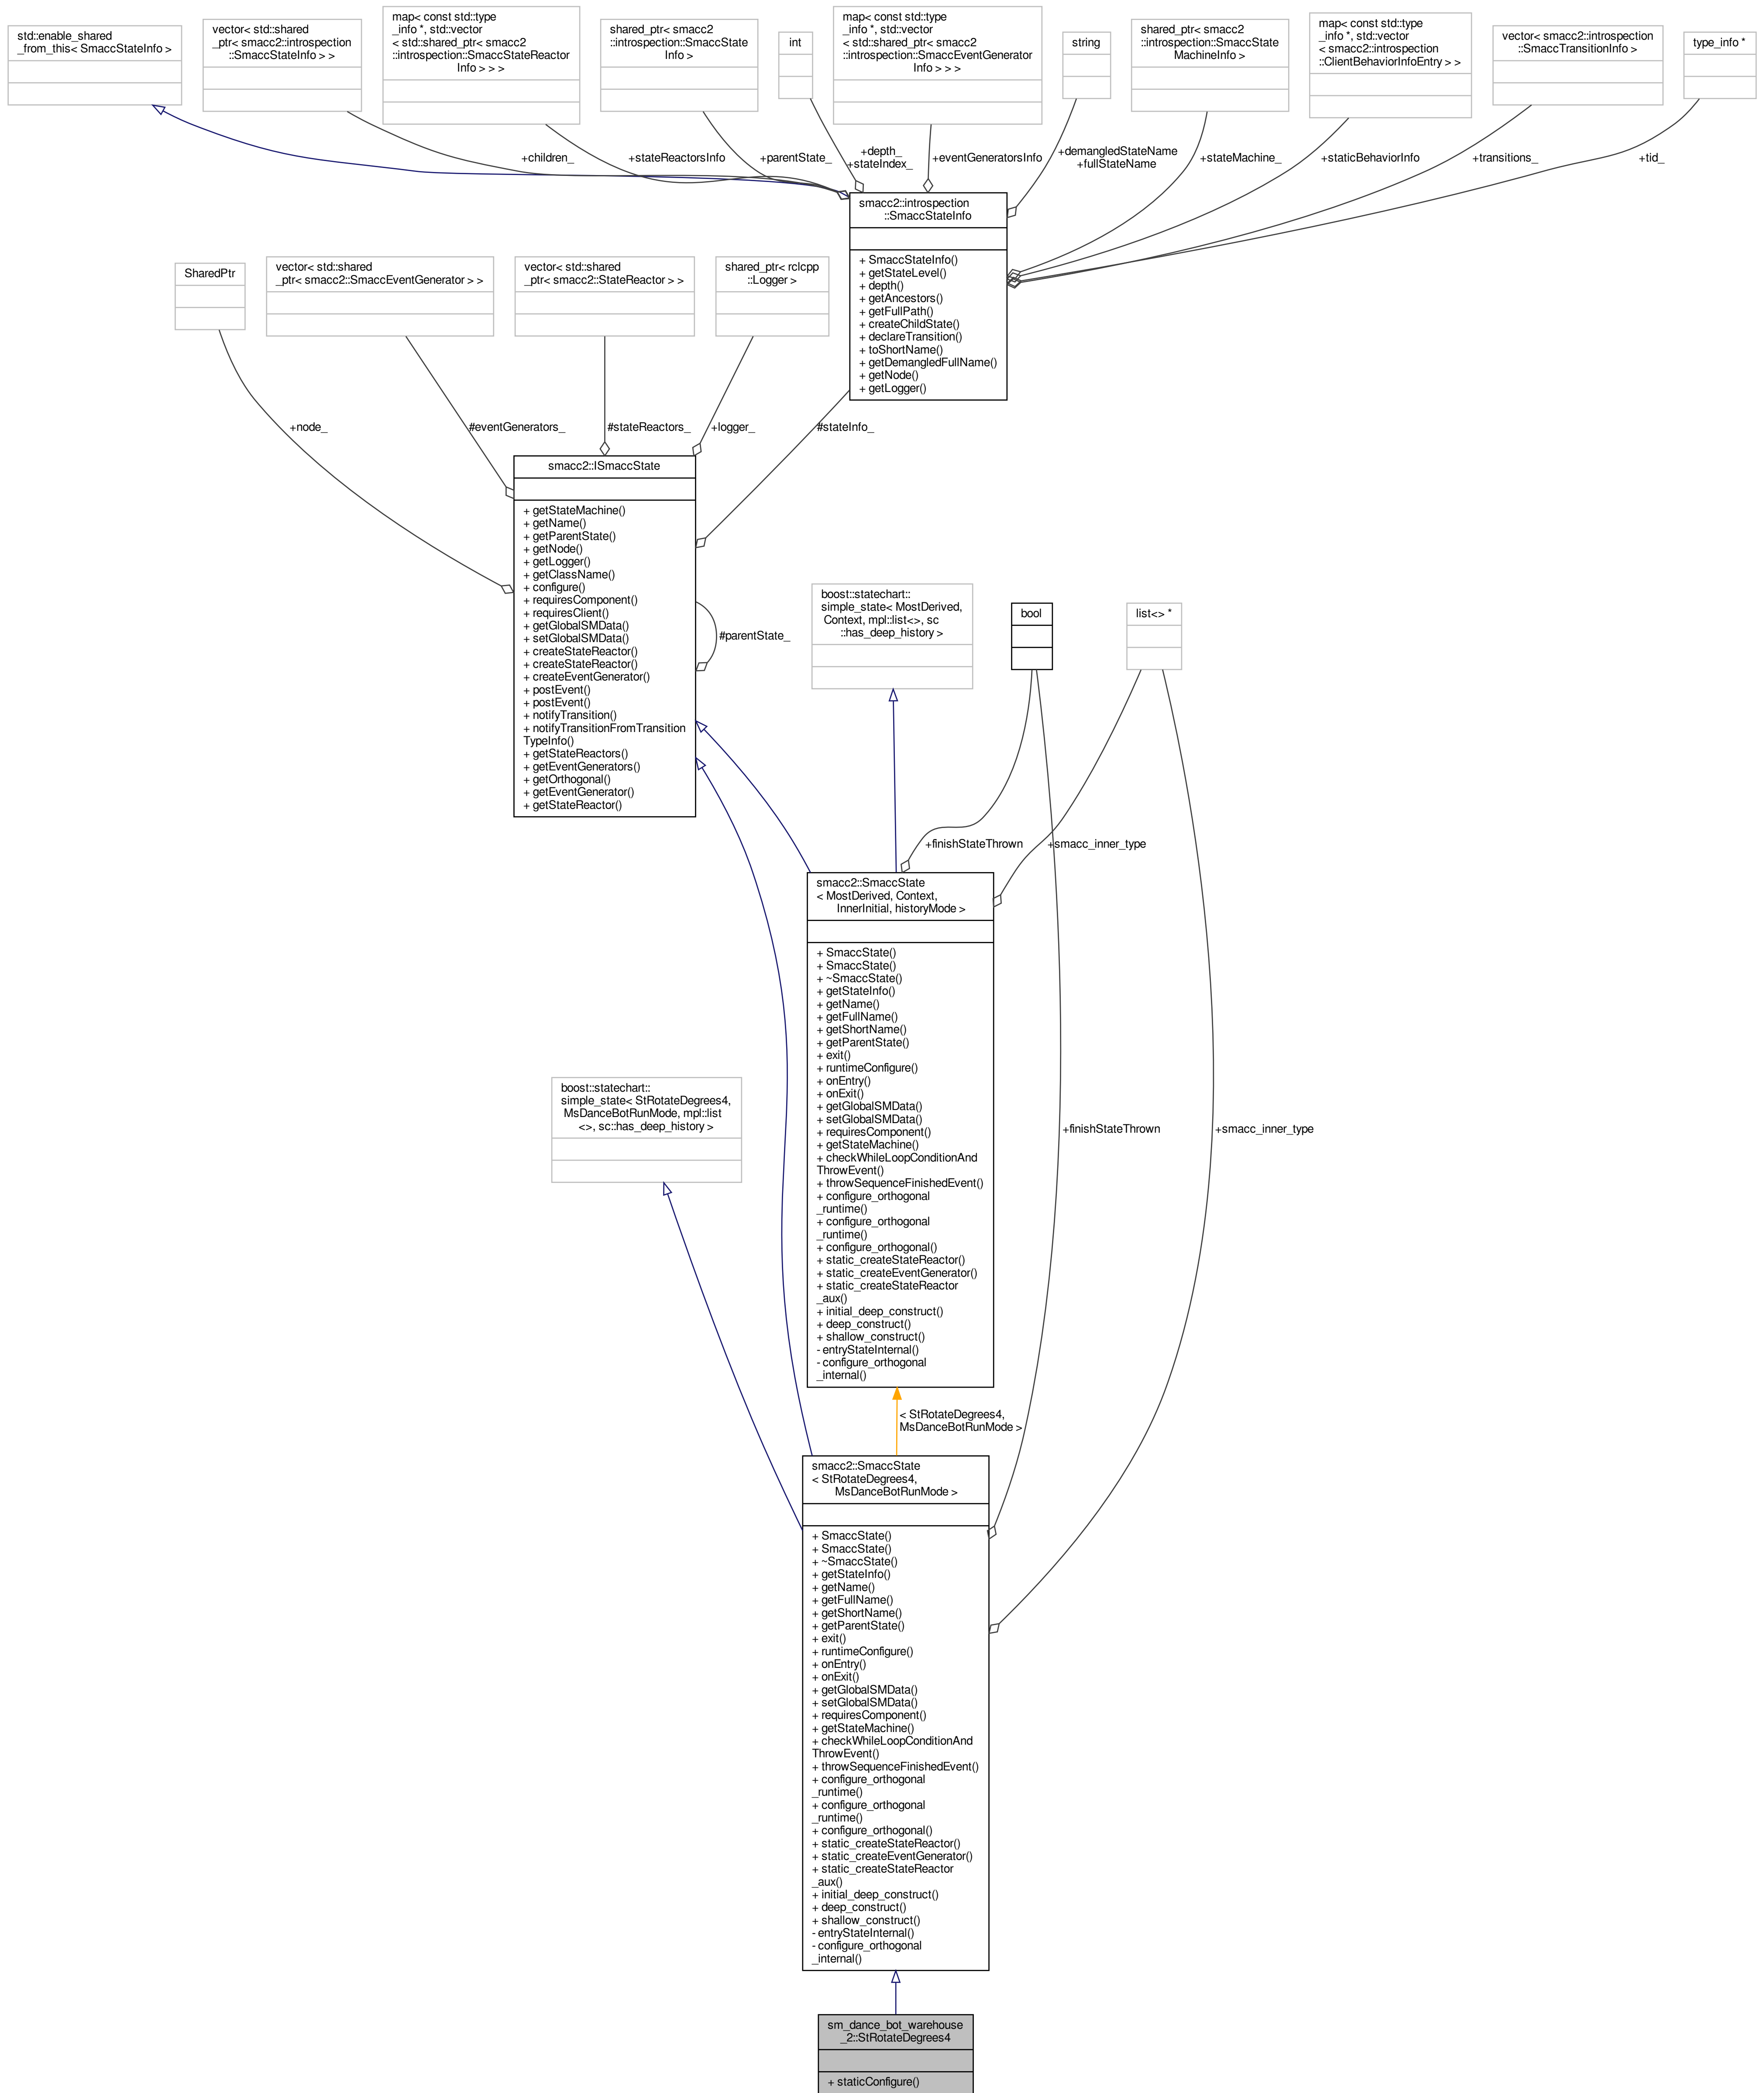 std::enable_shared
_from_this< SmaccStateInfo >
vector< std::shared
_ptr< smacc2::introspection
::SmaccStateInfo > >
map< const std::type
_info *, std::vector
< std::shared_ptr< smacc2
::introspection::SmaccStateReactor
Info > > >
shared_ptr< smacc2
::introspection::SmaccState
Info >
int
map< const std::type
_info *, std::vector
< std::shared_ptr< smacc2
::introspection::SmaccEventGenerator
Info > > >
string
shared_ptr< smacc2
::introspection::SmaccState
MachineInfo >
map< const std::type
_info *, std::vector
< smacc2::introspection
::ClientBehaviorInfoEntry > >
vector< smacc2::introspection
::SmaccTransitionInfo >
type_info *
+children_
+stateReactorsInfo
+parentState_
+depth_
+stateIndex_
+eventGeneratorsInfo
+demangledStateName
+fullStateName
+stateMachine_
+staticBehaviorInfo
+transitions_
+tid_
smacc2::introspection
::SmaccStateInfo
+ SmaccStateInfo()
+ getStateLevel()
+ depth()
+ getAncestors()
+ getFullPath()
+ createChildState()
+ declareTransition()
+ toShortName()
+ getDemangledFullName()
+ getNode()
+ getLogger()
SharedPtr
vector< std::shared
_ptr< smacc2::SmaccEventGenerator > >
vector< std::shared
_ptr< smacc2::StateReactor > >
shared_ptr< rclcpp
::Logger >
+node_
#eventGenerators_
#stateReactors_
+logger_
#stateInfo_
smacc2::ISmaccState
+ getStateMachine()
+ getName()
+ getParentState()
+ getNode()
+ getLogger()
+ getClassName()
+ configure()
+ requiresComponent()
+ requiresClient()
+ getGlobalSMData()
+ setGlobalSMData()
+ createStateReactor()
+ createStateReactor()
+ createEventGenerator()
+ postEvent()
+ postEvent()
+ notifyTransition()
+ notifyTransitionFromTransition
TypeInfo()
+ getStateReactors()
+ getEventGenerators()
+ getOrthogonal()
+ getEventGenerator()
+ getStateReactor()
#parentState_
boost::statechart::
simple_state< MostDerived,
Context, mpl::list<>, sc
::has_deep_history >
bool
list<> *
+finishStateThrown
+smacc_inner_type
smacc2::SmaccState
< MostDerived, Context,
InnerInitial, historyMode >
+ SmaccState()
+ SmaccState()
+ ~SmaccState()
+ getStateInfo()
+ getName()
+ getFullName()
+ getShortName()
+ getParentState()
+ exit()
+ runtimeConfigure()
+ onEntry()
+ onExit()
+ getGlobalSMData()
+ setGlobalSMData()
+ requiresComponent()
+ getStateMachine()
+ checkWhileLoopConditionAnd
ThrowEvent()
+ throwSequenceFinishedEvent()
+ configure_orthogonal
_runtime()
+ configure_orthogonal
_runtime()
+ configure_orthogonal()
+ static_createStateReactor()
+ static_createEventGenerator()
+ static_createStateReactor
_aux()
+ initial_deep_construct()
+ deep_construct()
+ shallow_construct()
- entryStateInternal()
- configure_orthogonal
_internal()
boost::statechart::
simple_state< StRotateDegrees4,
MsDanceBotRunMode, mpl::list
<>, sc::has_deep_history >
+finishStateThrown
+smacc_inner_type
< StRotateDegrees4,
MsDanceBotRunMode >
smacc2::SmaccState
< StRotateDegrees4,
MsDanceBotRunMode >
+ SmaccState()
+ SmaccState()
+ ~SmaccState()
+ getStateInfo()
+ getName()
+ getFullName()
+ getShortName()
+ getParentState()
+ exit()
+ runtimeConfigure()
+ onEntry()
+ onExit()
+ getGlobalSMData()
+ setGlobalSMData()
+ requiresComponent()
+ getStateMachine()
+ checkWhileLoopConditionAnd
ThrowEvent()
+ throwSequenceFinishedEvent()
+ configure_orthogonal
_runtime()
+ configure_orthogonal
_runtime()
+ configure_orthogonal()
+ static_createStateReactor()
+ static_createEventGenerator()
+ static_createStateReactor
_aux()
+ initial_deep_construct()
+ deep_construct()
+ shallow_construct()
- entryStateInternal()
- configure_orthogonal
_internal()
sm_dance_bot_warehouse
_2::StRotateDegrees4
+ staticConfigure()